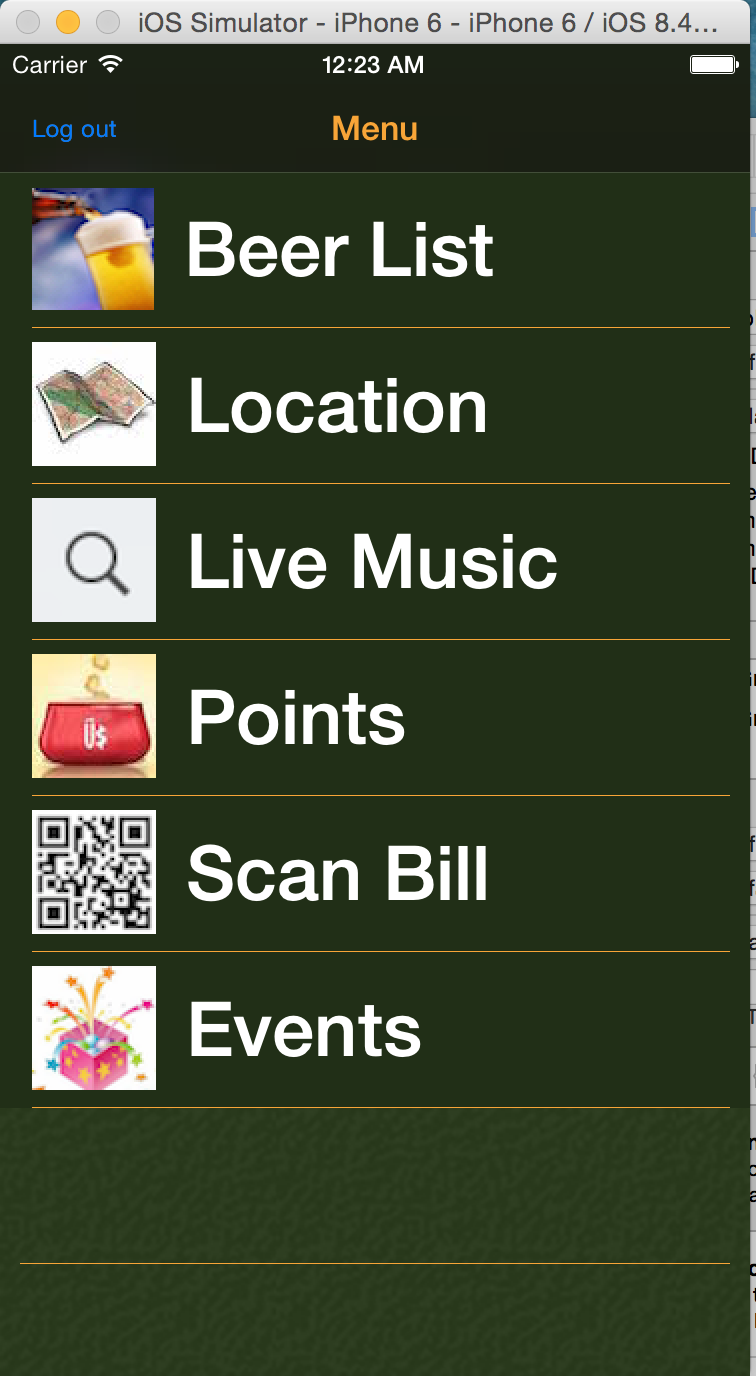 iOS Simulator - iPhone 6 - iPhone 6 / iOS 8.4…
Carrier 12:23 AM
Log out Menu
Beer List
Location
Live Music
Points
Scan Bill
Events